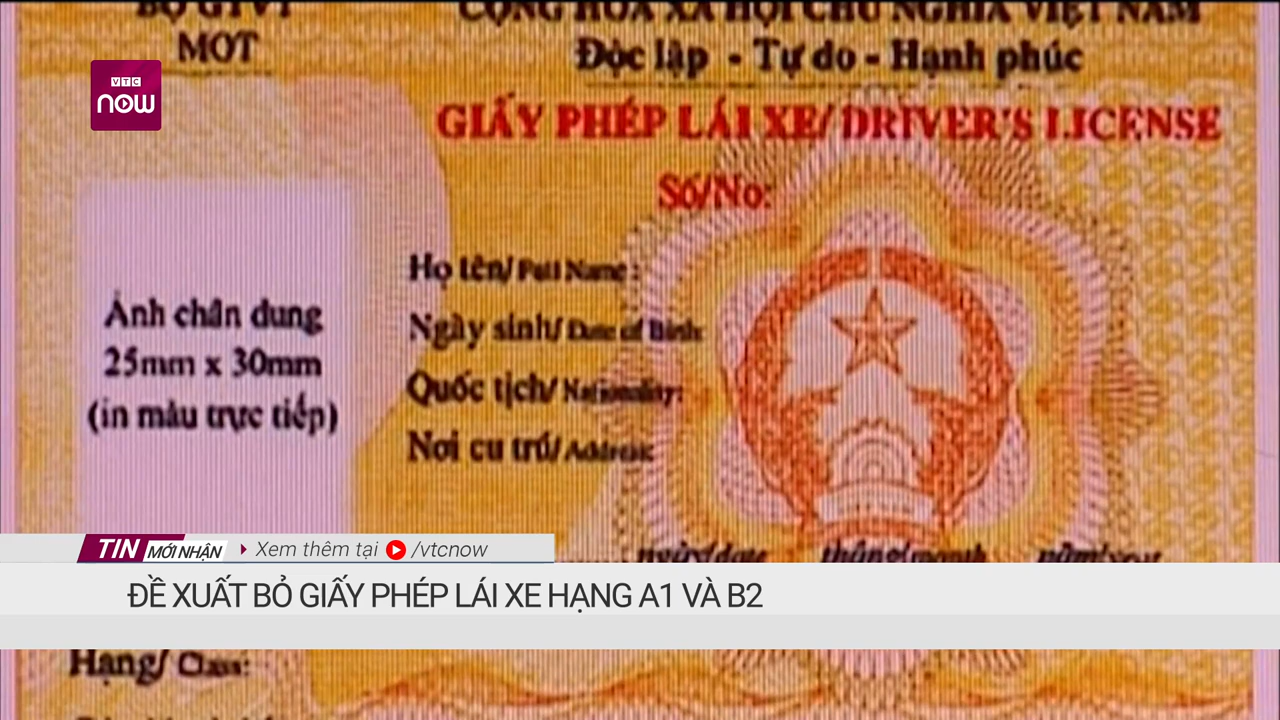 BỘ GTVT
MOT
CỘNG HÒA XÃ HỘI CHỦ NGHĨA VIỆT NAM
Độc lập - Tự do - Hạnh phúc
VTC
now
GIẤY PHÉP LÁI XE/ DRIVER'S LICENSE
Số/No:
Họ tên/ Full Name:
Ngày sinh/ Date of Birth:
Quốc tịch/ Nationality:
Nơi cư trú/ Address:
Ảnh chân dung
25mm x 30mm
(in màu trực tiếp)
ngày/date tháng/month năm/year
TIN MỚI NHẬN Xem thêm tại /vtcnow
ĐỀ XUẤT BỎ GIẤY PHÉP LÁI XE HẠNG A1 VÀ B2
Hạng/ Class: